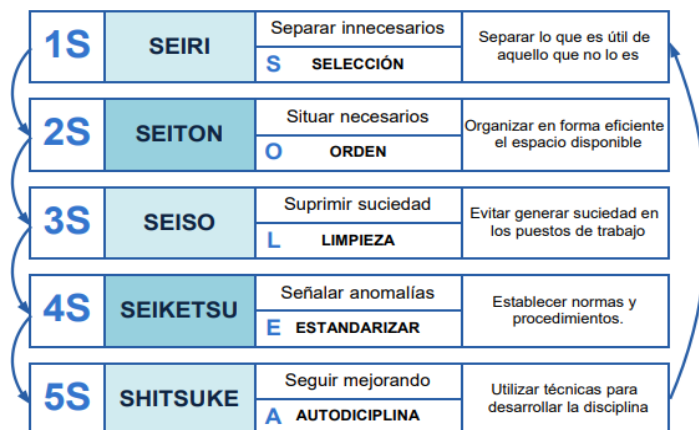 1S
SEIRI
Separar innecesarios
S SELECCIÓN
Separar lo que es útil de
aquello que no lo es
2S
SEITON
Situar necesarios
O ORDEN
Organizar en forma eficiente
el espacio disponible
3S
SEISO
Suprimir suciedad
L LIMPIEZA
Evitar generar suciedad en
los puestos de trabajo
4S
SEIKETSU
Señalar anomalías
E ESTANDARIZAR
Establecer normas y
procedimientos.
5S
SHITSUKE
Seguir mejorando
A AUTODICIPLINA
Utilizar técnicas para
desarrollar la disciplina